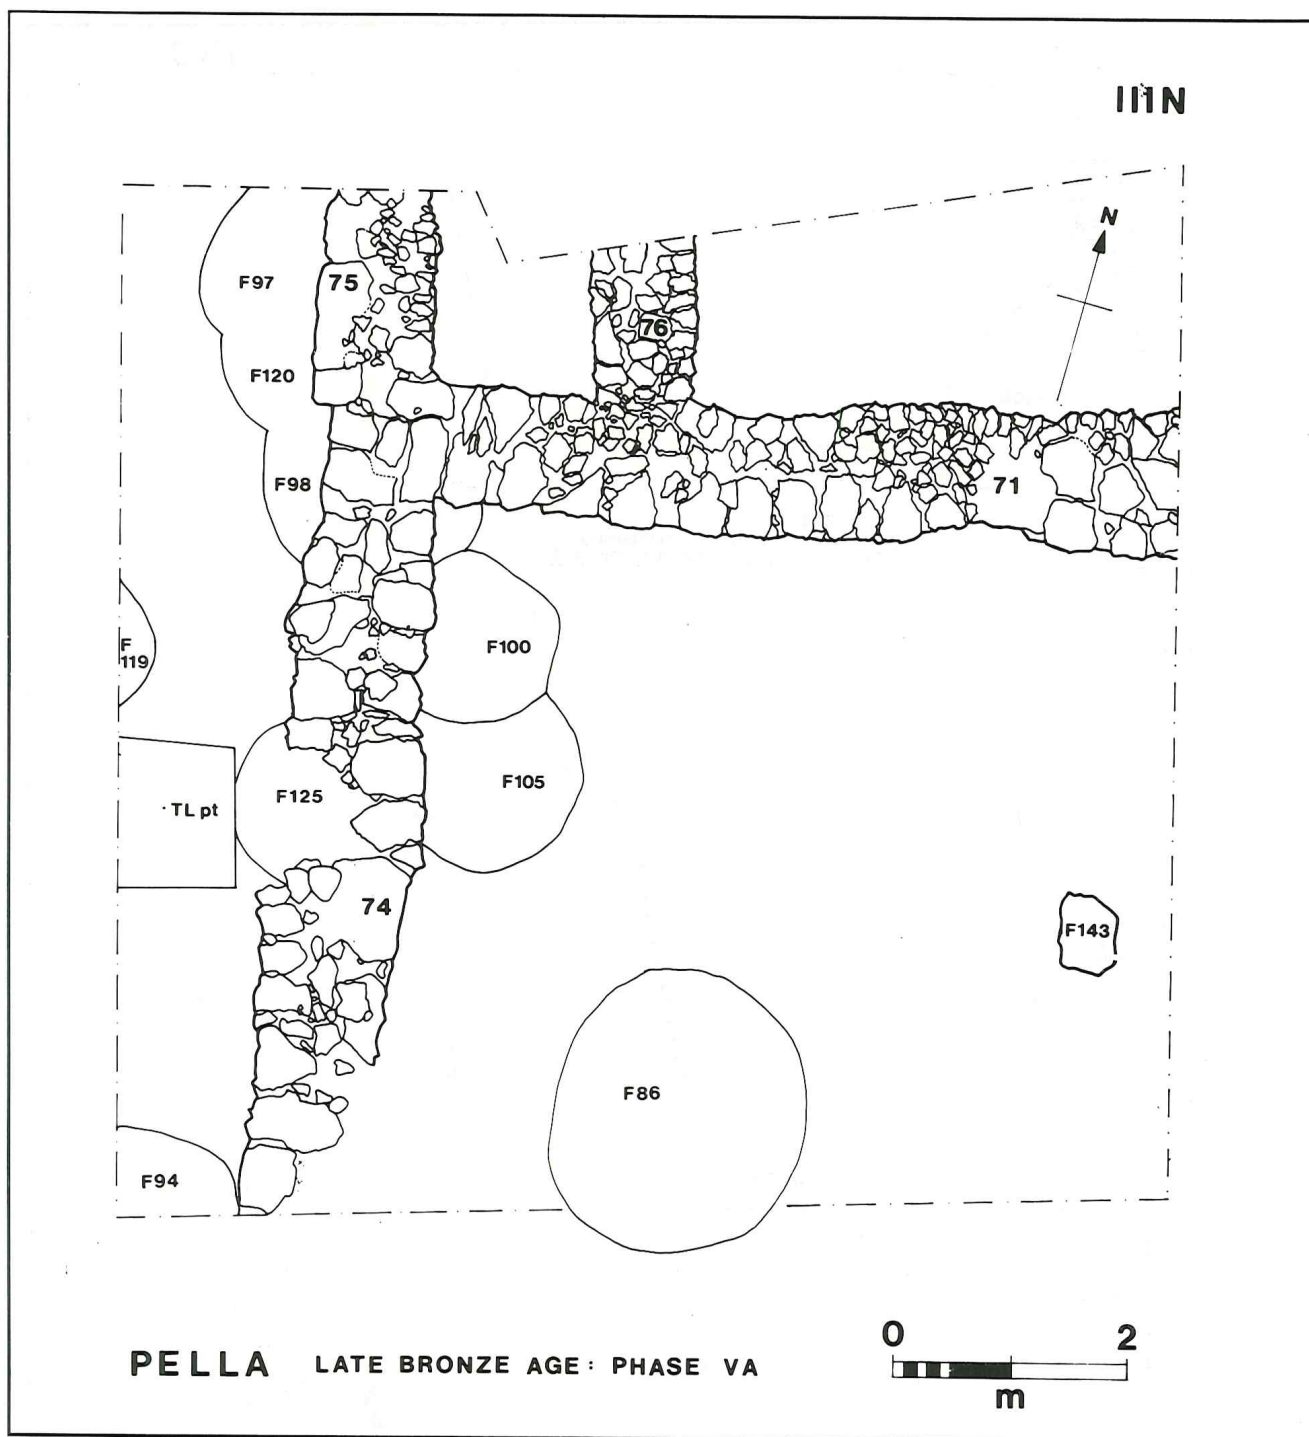 IIIN
N
F97
75
76
F120
F98
71
F
119
F100
F105
F125
TL pt
74
F143
F86
F94
0 2
PELLA LATE BRONZE AGE: PHASE VA
m